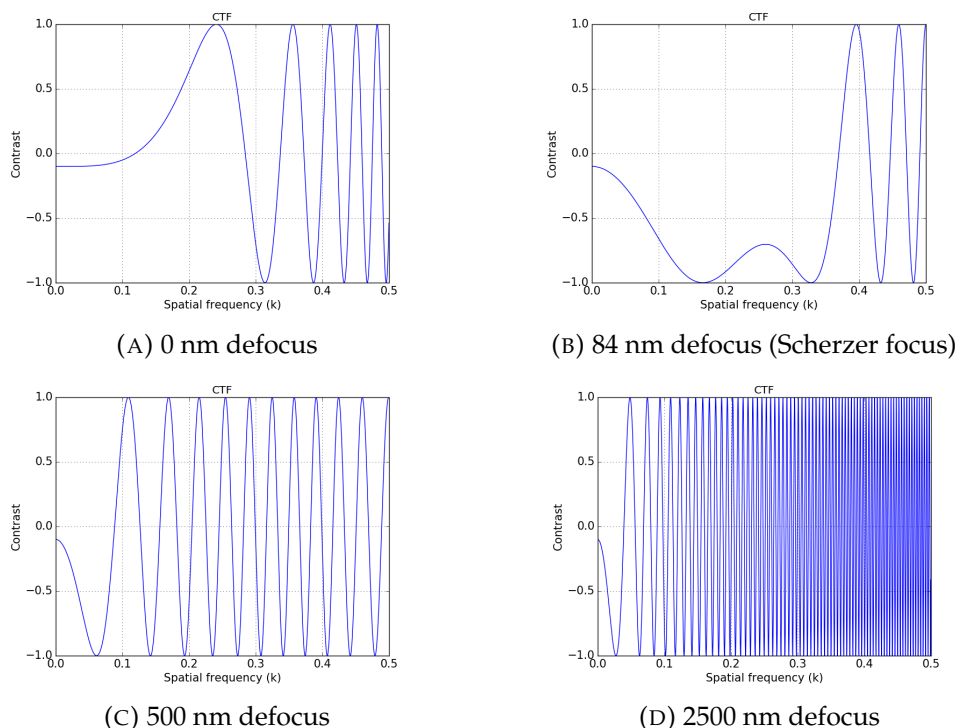 CTF
Contrast
1.0
0.5
0.0
−0.5
−1.0
0.0 0.1 0.2 0.3 0.4 0.5
Spatial frequency (k)
(A) 0 nm defocus
CTF
Contrast
1.0
0.5
0.0
−0.5
−1.0
0.0 0.1 0.2 0.3 0.4 0.5
Spatial frequency (k)
(B) 84 nm defocus (Scherzer focus)
CTF
Contrast
1.0
0.5
0.0
−0.5
−1.0
0.0 0.1 0.2 0.3 0.4 0.5
Spatial frequency (k)
(C) 500 nm defocus
CTF
Contrast
1.0
0.5
0.0
−0.5
−1.0
0.0 0.1 0.2 0.3 0.4 0.5
Spatial frequency (k)
(D) 2500 nm defocus